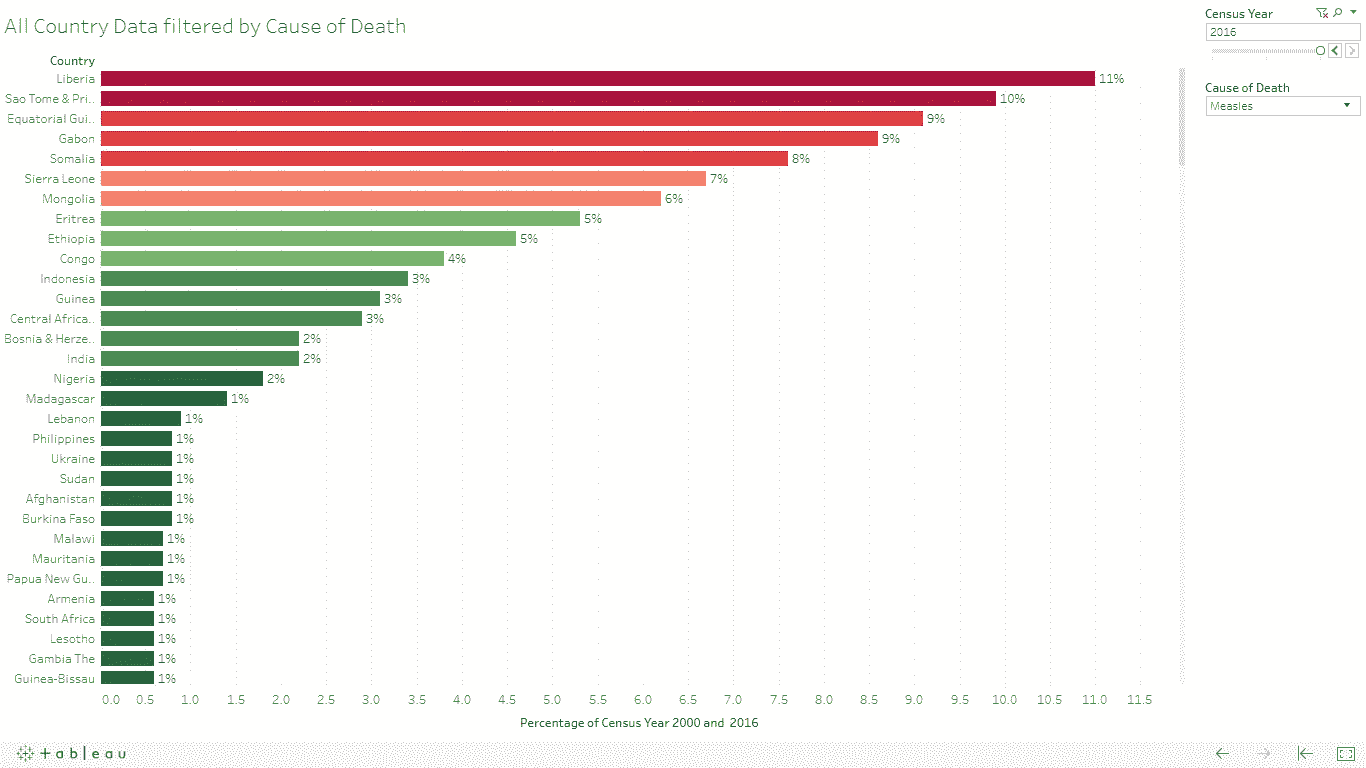 All Country Data filtered by Cause of Death
Census Year
2016
Cause of Death
Measles
Country
Liberia 11%
Sao Tome & Pri.. 10%
Equatorial Gui.. 9%
Gabon 9%
Somalia 8%
Sierra Leone 7%
Mongolia 6%
Eritrea 5%
Ethiopia 5%
Congo 4%
Indonesia 3%
Guinea 3%
Central Africa.. 3%
Bosnia & Herze.. 2%
India 2%
Nigeria 2%
Madagascar 1%
Lebanon 1%
Philippines 1%
Ukraine 1%
Sudan 1%
Afghanistan 1%
Burkina Faso 1%
Malawi 1%
Mauritania 1%
Papua New Gu.. 1%
Armenia 1%
South Africa 1%
Lesotho 1%
Gambia The 1%
Guinea-Bissau 1%
0.0 0.5 1.0 1.5 2.0 2.5 3.0 3.5 4.0 4.5 5.0 5.5 6.0 6.5 7.0 7.5 8.0 8.5 9.0 9.5 10.0 10.5 11.0 11.5
Percentage of Census Year 2000 and 2016
+ a b | e a u